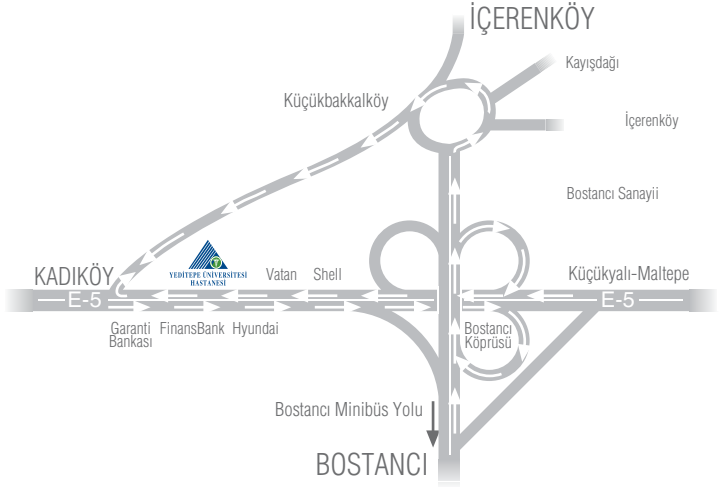 İÇERENKÖY
Kayışdağı
Küçükbakkalköy
İçerenköy
Bostancı Sanayii
KADIKÖY
YEDİTEPE ÜNİVERSİTESİ
HASTANESİ
Vatan
Shell
Küçükyalı-Maltepe
E-5
E-5
Garanti
Bankası
FinansBank
Hyundai
Bostancı
Köprüsü
Bostancı Minibüs Yolu
BOSTANCI